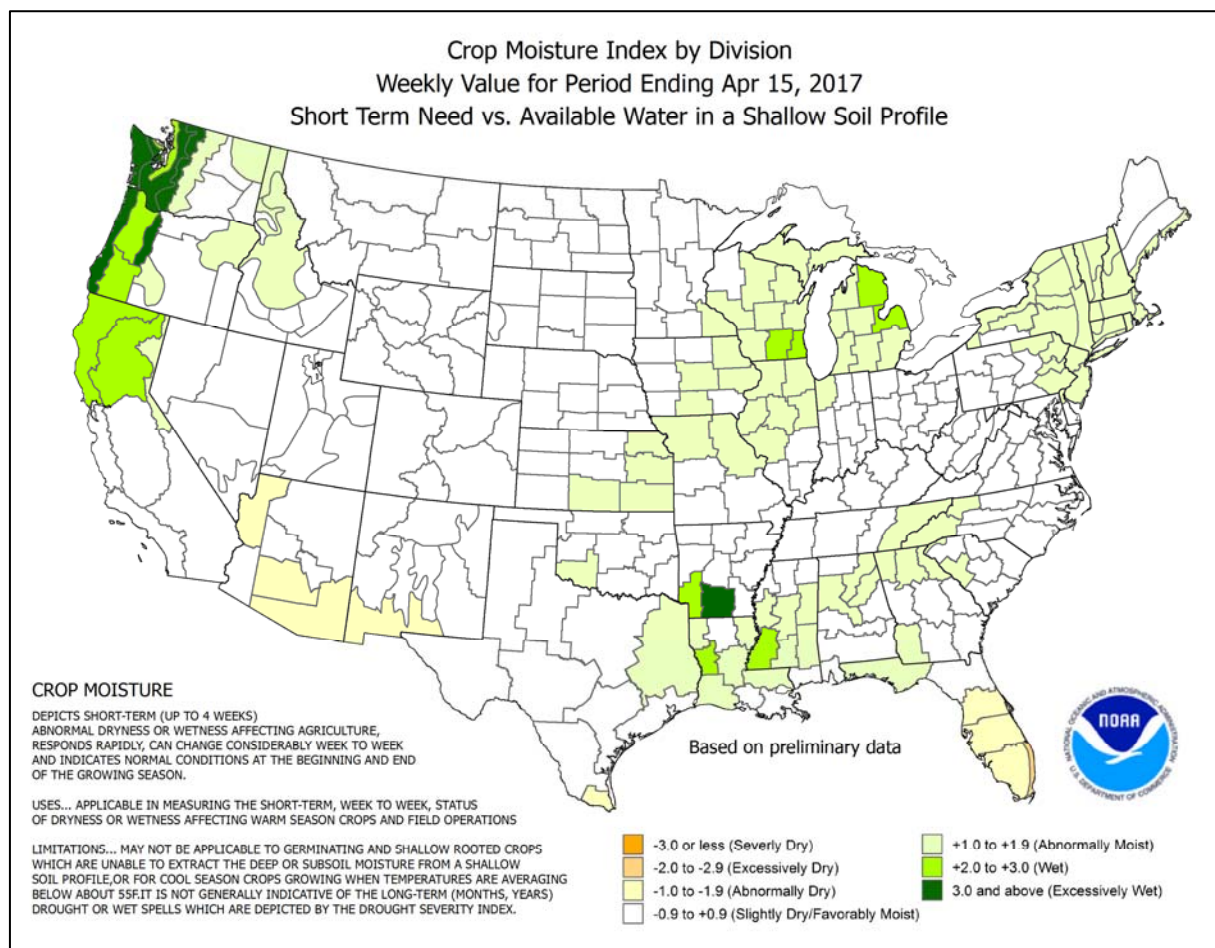 Crop Moisture Index by Division
Weekly Value for Period Ending Apr 15, 2017
Short Term Need vs. Available Water in a Shallow Soil Profile
CROP MOISTURE
DEPICTS SHORT-TERM (UP TO 4 WEEKS)
ABNORMAL DRYNESS OR WETNESS AFFECTING AGRICULTURE,
RESPONDS RAPIDLY, CAN CHANGE CONSIDERABLY WEEK TO WEEK
AND INDICATES NORMAL CONDITIONS AT THE BEGINNING AND END
OF THE GROWING SEASON.
USES... APPLICABLE IN MEASURING THE SHORT-TERM, WEEK TO WEEK, STATUS
OF DRYNESS OR WETNESS AFFECTING WARM SEASON CROPS AND FIELD OPERATIONS
LIMITATIONS... MAY NOT BE APPLICABLE TO GERMINATING AND SHALLOW ROOTED CROPS
WHICH ARE UNABLE TO EXTRACT THE DEEP OR SUBSOIL MOISTURE FROM A SHALLOW
SOIL PROFILE,OR FOR COOL SEASON CROPS GROWING WHEN TEMPERATURES ARE AVERAGING
BELOW ABOUT 55F.IT IS NOT GENERALLY INDICATIVE OF THE LONG-TERM (MONTHS, YEARS)
DROUGHT OR WET SPELLS WHICH ARE DEPICTED BY THE DROUGHT SEVERITY INDEX.
Based on preliminary data
NATIONAL OCEANIC AND ATMOSPHERIC ADMINISTRATION
NOAA
U.S. DEPARTMENT OF COMMERCE
-3.0 or less (Severly Dry)
-2.0 to -2.9 (Excessively Dry)
-1.0 to -1.9 (Abnormally Dry)
-0.9 to +0.9 (Slightly Dry/Favorably Moist)
+1.0 to +1.9 (Abnormally Moist)
+2.0 to +3.0 (Wet)
3.0 and above (Excessively Wet)